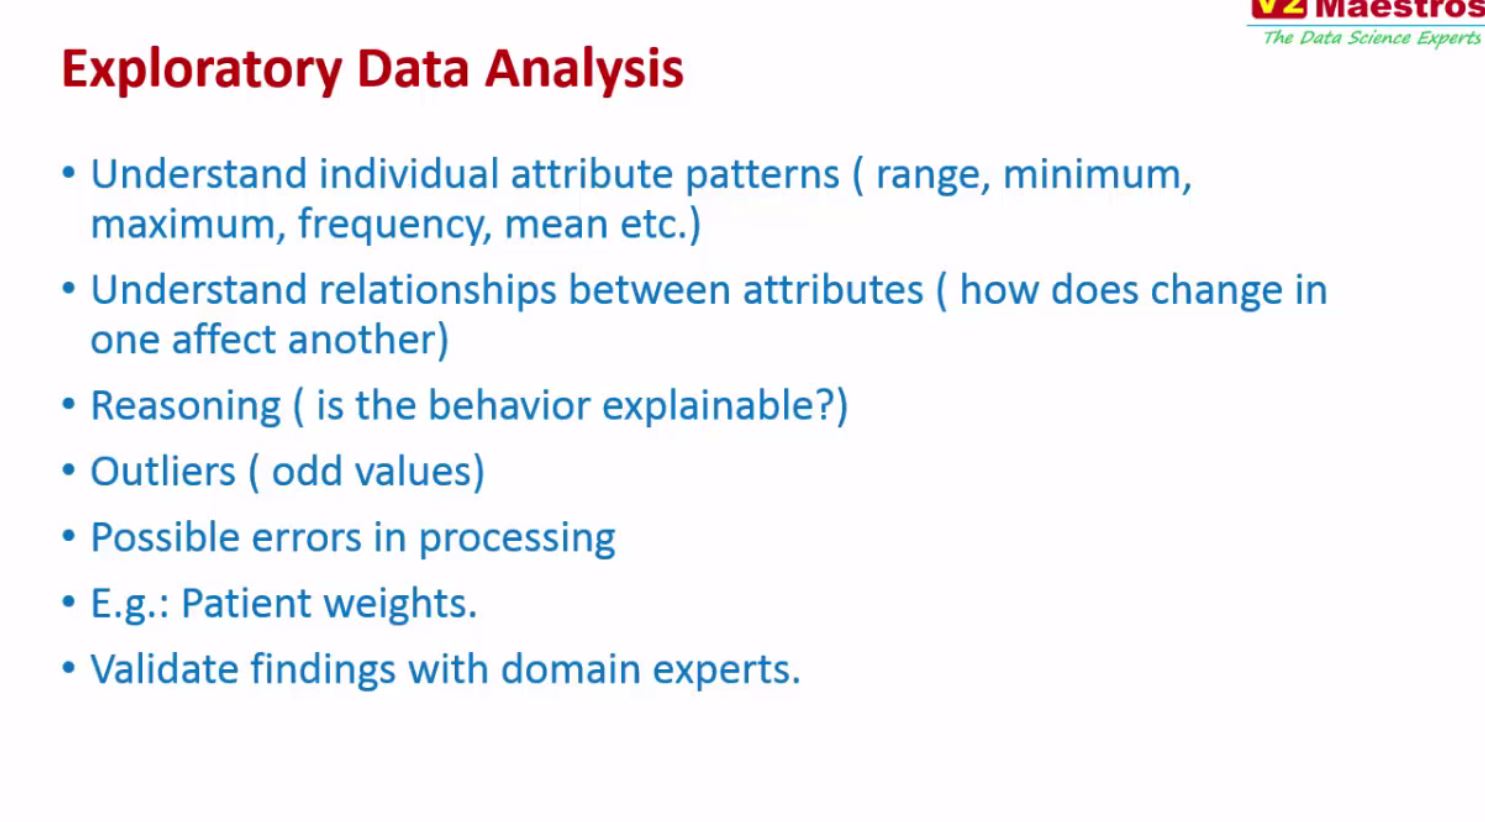 V2 Maestros
The Data Science Experts
Exploratory Data Analysis
• Understand individual attribute patterns ( range, minimum,
maximum, frequency, mean etc.)
• Understand relationships between attributes ( how does change in
one affect another)
• Reasoning ( is the behavior explainable?)
• Outliers ( odd values)
• Possible errors in processing
• E.g.: Patient weights.
• Validate findings with domain experts.